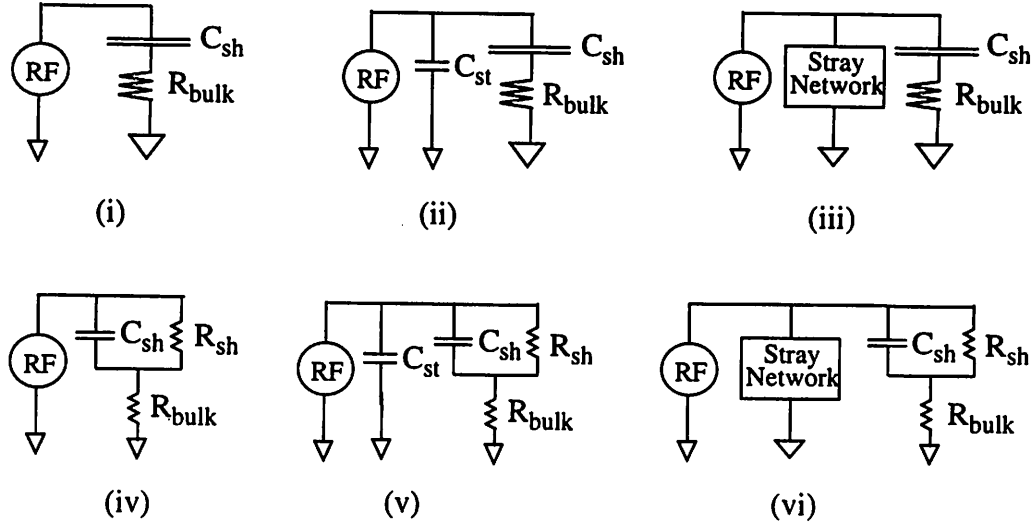 RF
C_sh
R_bulk
(i)
RF
C_st
C_sh
R_bulk
(ii)
RF
Stray
Network
C_sh
R_bulk
(iii)
RF
C_sh
R_sh
R_bulk
(iv)
RF
C_st
C_sh
R_sh
R_bulk
(v)
RF
Stray
Network
C_sh
R_sh
R_bulk
(vi)